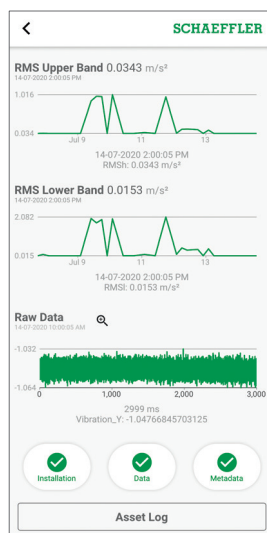 SCHAEFFLER
RMS Upper Band 0.0343 m/s²
14-07-2020 2:00:05 PM
1.016
0.034
Jul 9 11 13
14-07-2020 2:00:05 PM
RMSh: 0.0343 m/s²
RMS Lower Band 0.0153 m/s²
14-07-2020 2:00:05 PM
2.082
0.015
Jul 9 11 13
14-07-2020 2:00:05 PM
RMSl: 0.0153 m/s²
Raw Data
14-07-2020 10:00:05 AM
-1.032
-1.064
0 1,000 2,000 3,000
2999 ms
Vibration_Y: -1.04766845703125
Installation Data Metadata
Asset Log